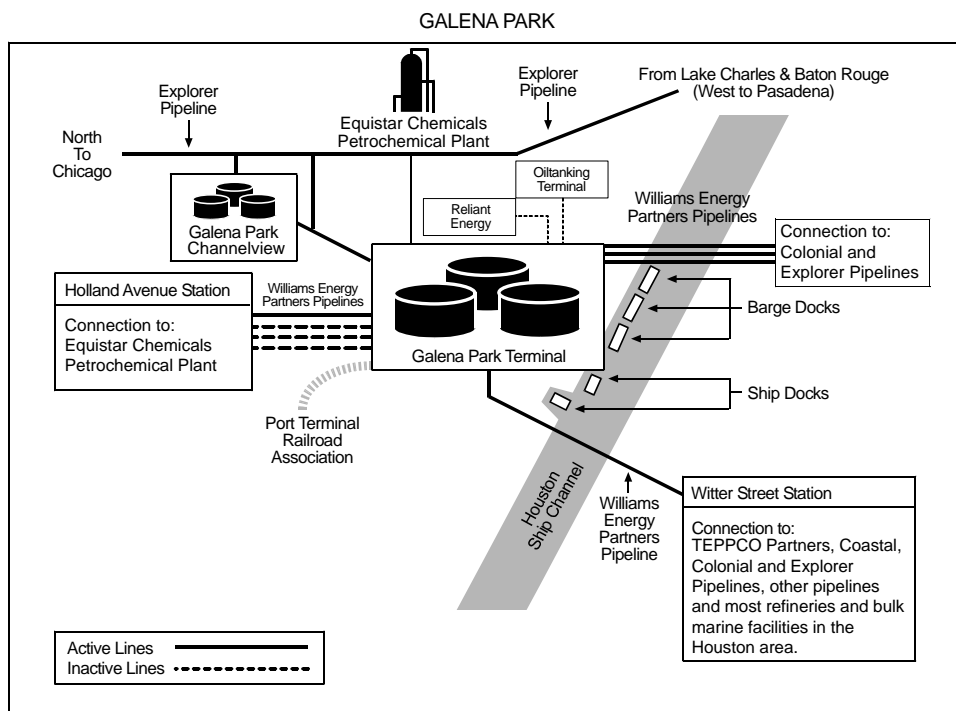 GALENA PARK
From Lake Charles & Baton Rouge
(West to Pasadena)
Explorer
Pipeline
Explorer
Pipeline
Equistar Chemicals
Petrochemical Plant
North
To
Chicago
Oiltanking
Terminal
Reliant
Energy
Williams Energy
Partners Pipelines
Galena Park
Channelview
Connection to:
Colonial and
Explorer Pipelines
Holland Avenue Station
Connection to:
Equistar Chemicals
Petrochemical Plant
Williams Energy
Partners Pipelines
Barge Docks
Galena Park Terminal
Ship Docks
Port Terminal
Railroad
Association
Houston
Ship Channel
Williams
Energy
Partners
Pipeline
Witter Street Station
Connection to:
TEPPCO Partners, Coastal,
Colonial and Explorer
Pipelines, other pipelines
and most refineries and bulk
marine facilities in the
Houston area.
Active Lines
Inactive Lines